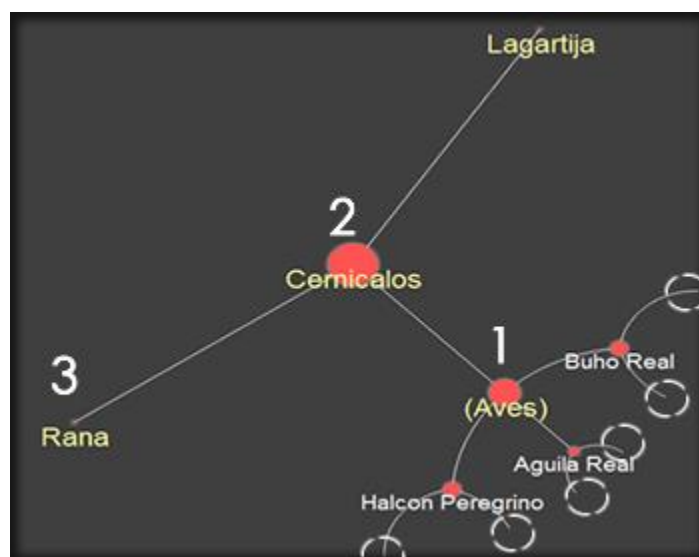 Lagartija
2
Cernicalos
1
Buho Real
3
(Aves)
Rana
Aguila Real
Halcon Peregrino